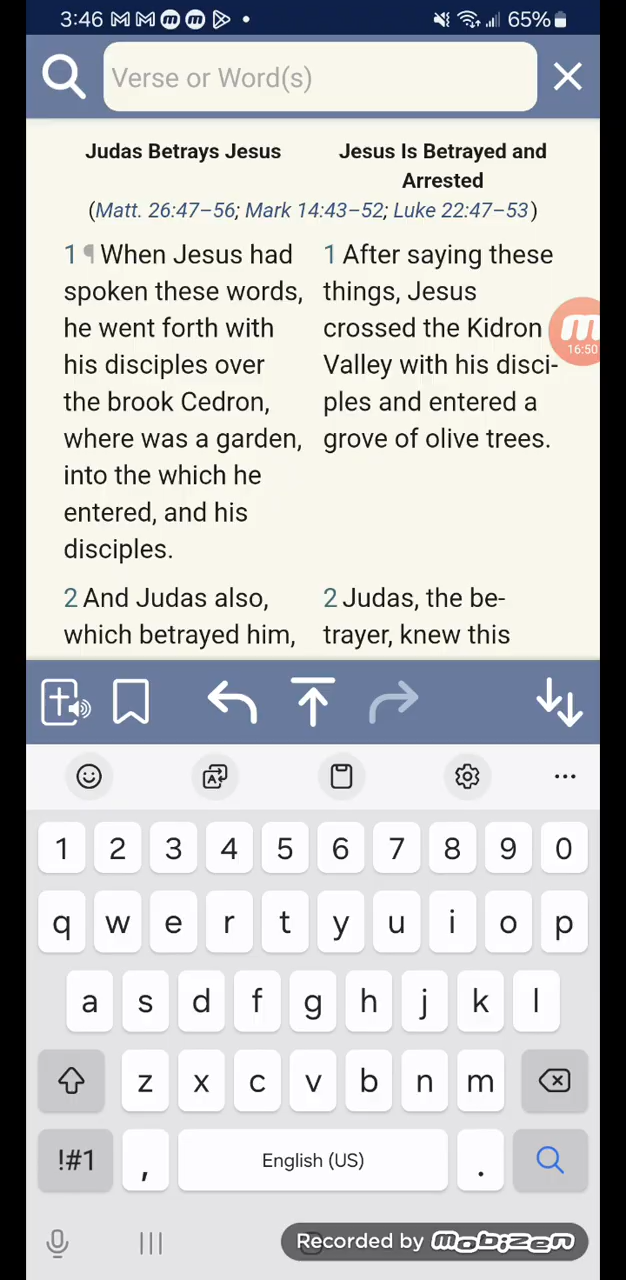 3:46
65%
Verse or Word(s)
Judas Betrays Jesus
Jesus Is Betrayed and
Arrested
(Matt. 26:47–56; Mark 14:43–52; Luke 22:47–53)
1 ¶ When Jesus had
spoken these words,
he went forth with
his disciples over
the brook Cedron,
where was a garden,
into the which he
entered, and his
disciples.
2 And Judas also,
which betrayed him,
1 After saying these
things, Jesus
crossed the Kidron
Valley with his disci-
ples and entered a
grove of olive trees.
2 Judas, the be-
trayer, knew this
16:50
1 2 3 4 5 6 7 8 9 0
q w e r t y u i o p
a s d f g h j k l
z x c v b n m
!#1 , English (US) .
Recorded by mobizen